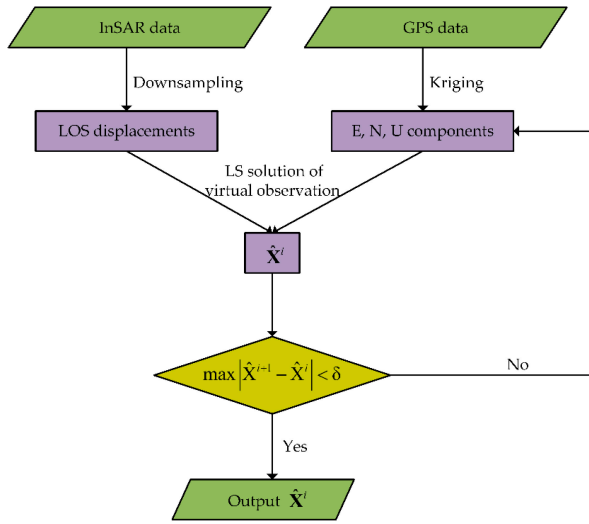 InSAR data
GPS data
Downsampling
Kriging
LOS displacements
E, N, U components
LS solution of
virtual observation
X̂ⁱ
max|X̂ⁱ⁺¹ − X̂ⁱ| < δ
No
Yes
Output X̂ⁱ